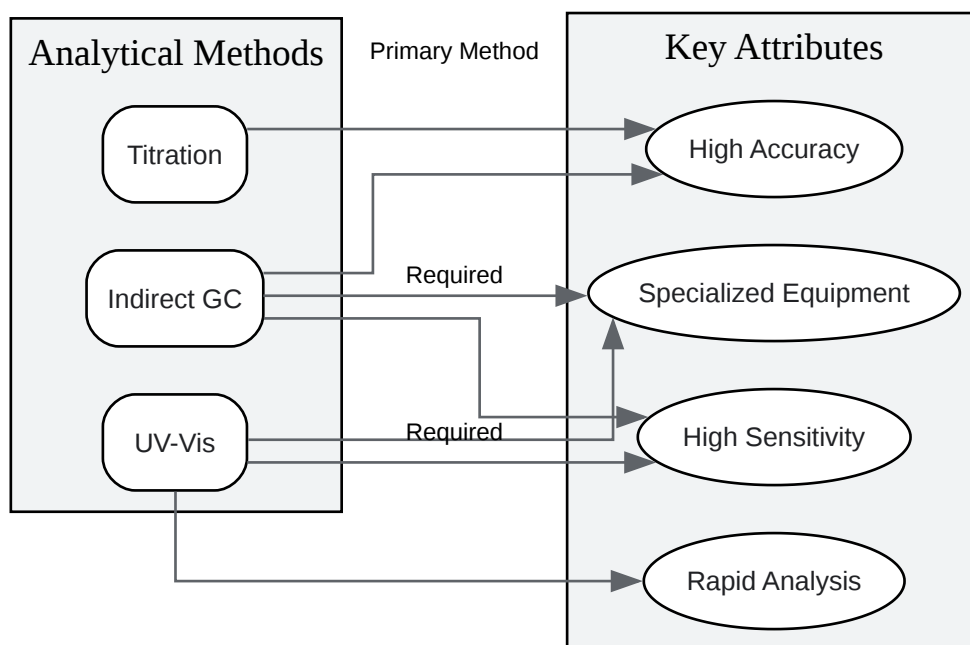 Analytical Methods
Primary Method
Key Attributes
Titration
High Accuracy
Indirect GC
Required
Specialized Equipment
UV-Vis
Required
High Sensitivity
Rapid Analysis